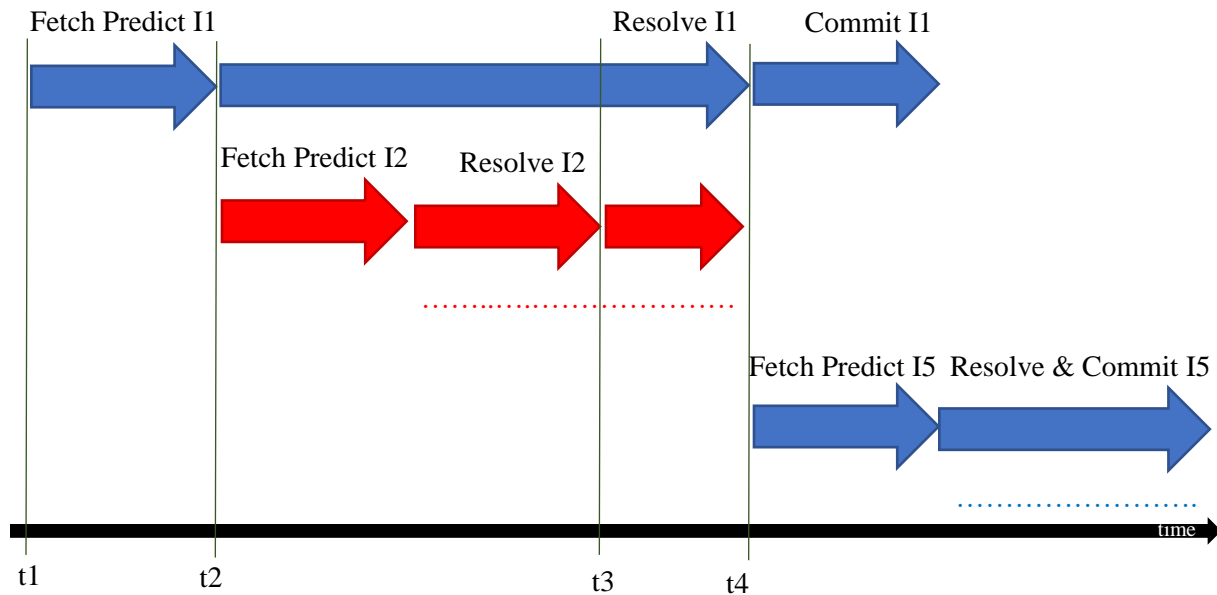 Fetch Predict I1
Resolve I1
Commit I1
Fetch Predict I2
Resolve I2
Fetch Predict I5
Resolve & Commit I5
time
t1
t2
t3
t4